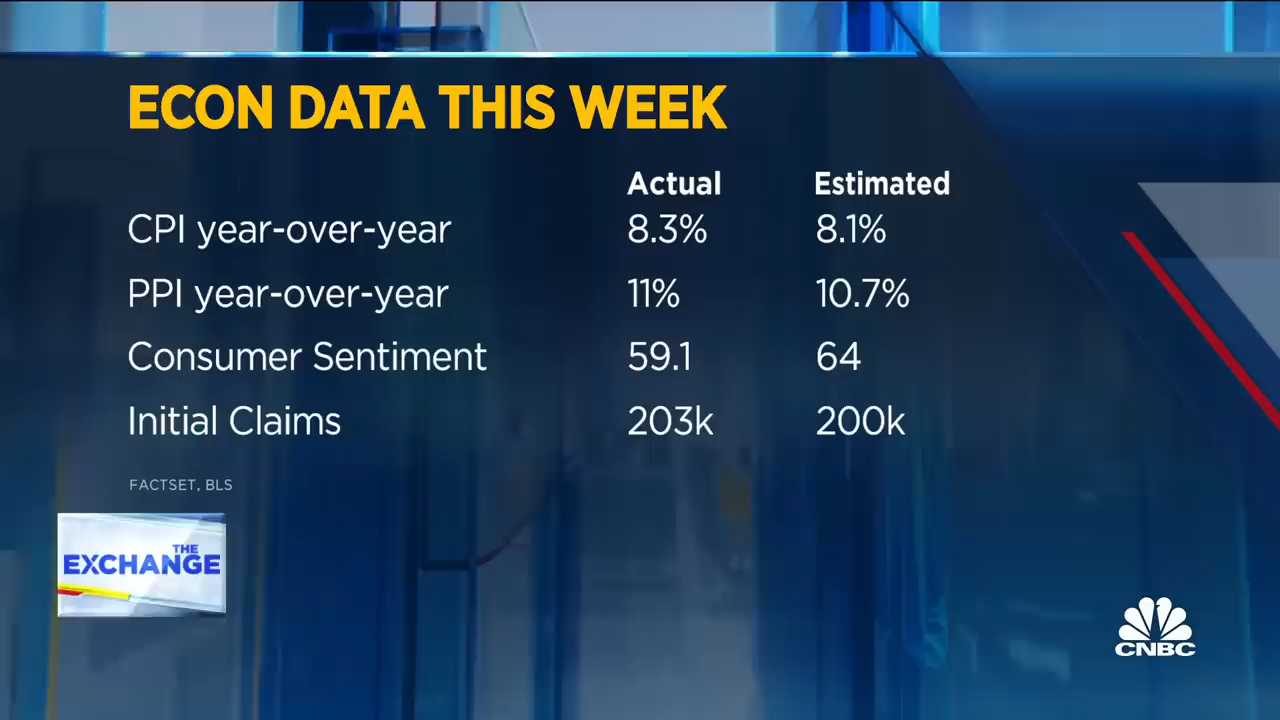 ECON DATA THIS WEEK
Actual Estimated
CPI year-over-year 8.3% 8.1%
PPI year-over-year 11% 10.7%
Consumer Sentiment 59.1 64
Initial Claims 203k 200k
FACTSET, BLS
THE
EXCHANGE
CNBC